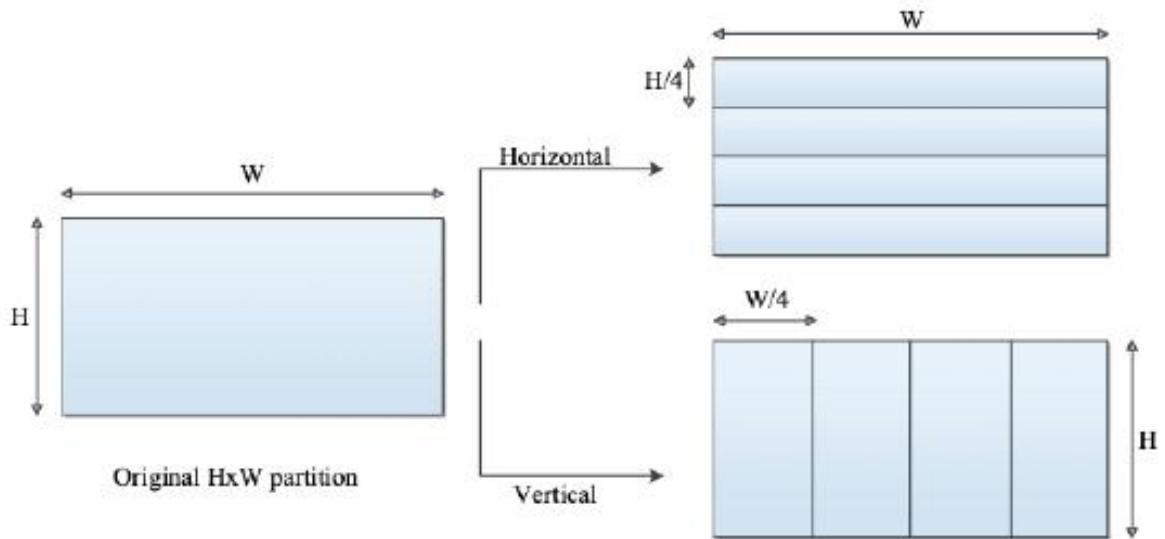 W
H
Original HxW partition
Horizontal
Vertical
W
H/4
W/4
H